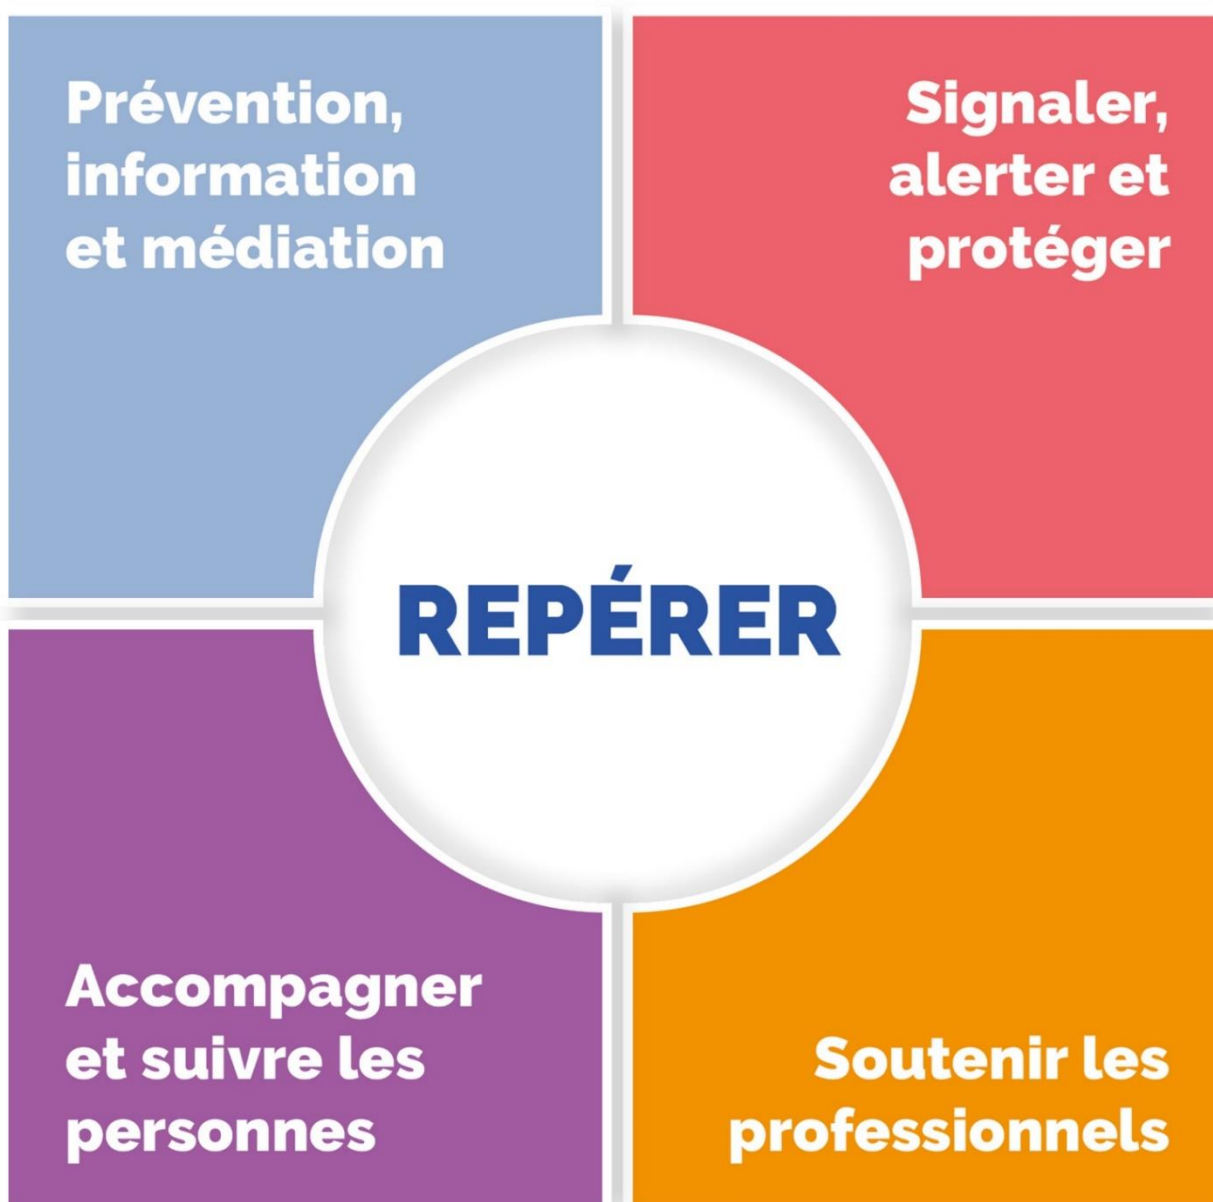 Prévention,
information
et médiation
Signaler,
alerter et
protéger
REPÉRER
Accompagner
et suivre les
personnes
Soutenir les
professionnels